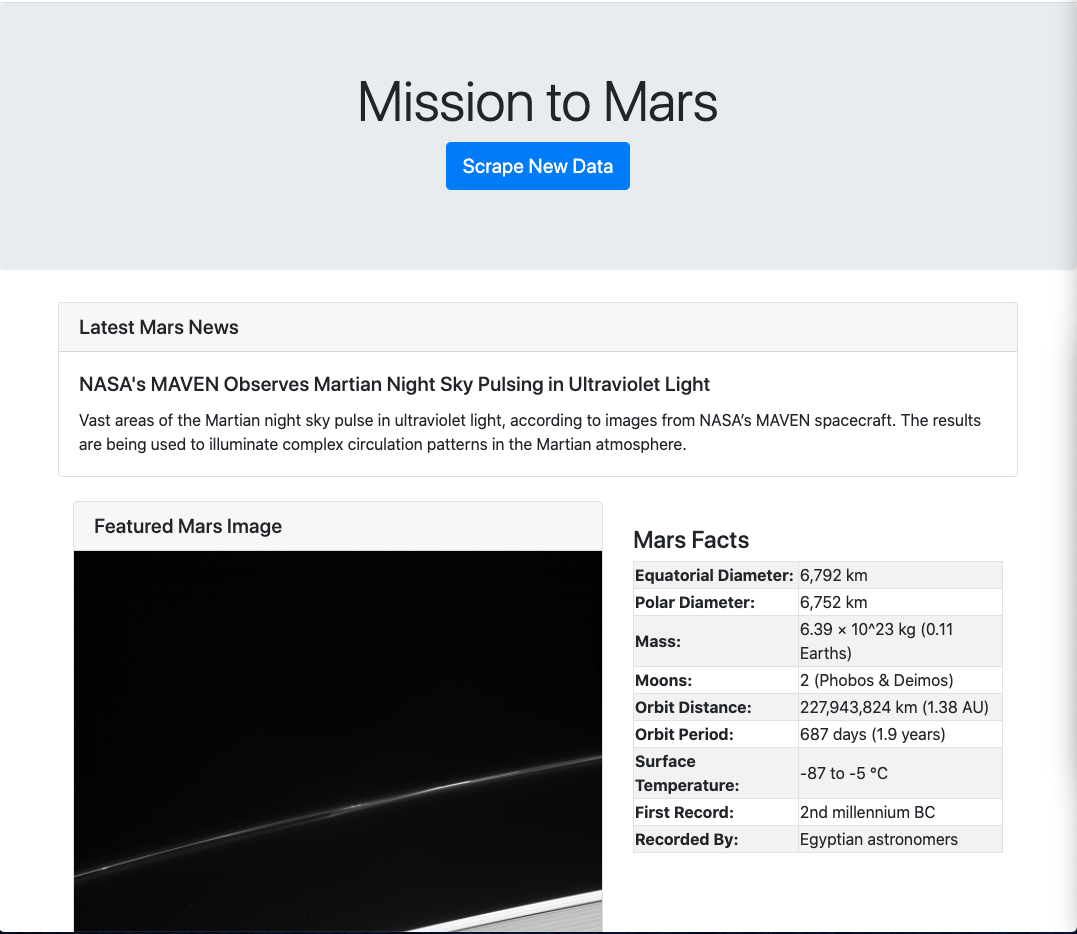 Mission to Mars
Scrape New Data
Latest Mars News
NASA's MAVEN Observes Martian Night Sky Pulsing in Ultraviolet Light
Vast areas of the Martian night sky pulse in ultraviolet light, according to images from NASA’s MAVEN spacecraft. The results
are being used to illuminate complex circulation patterns in the Martian atmosphere.
Featured Mars Image
Mars Facts
Equatorial Diameter: 6,792 km
Polar Diameter: 6,752 km
Mass: 6.39 × 10^23 kg (0.11
Earths)
Moons: 2 (Phobos & Deimos)
Orbit Distance: 227,943,824 km (1.38 AU)
Orbit Period: 687 days (1.9 years)
Surface
Temperature: -87 to -5 °C
First Record: 2nd millennium BC
Recorded By: Egyptian astronomers